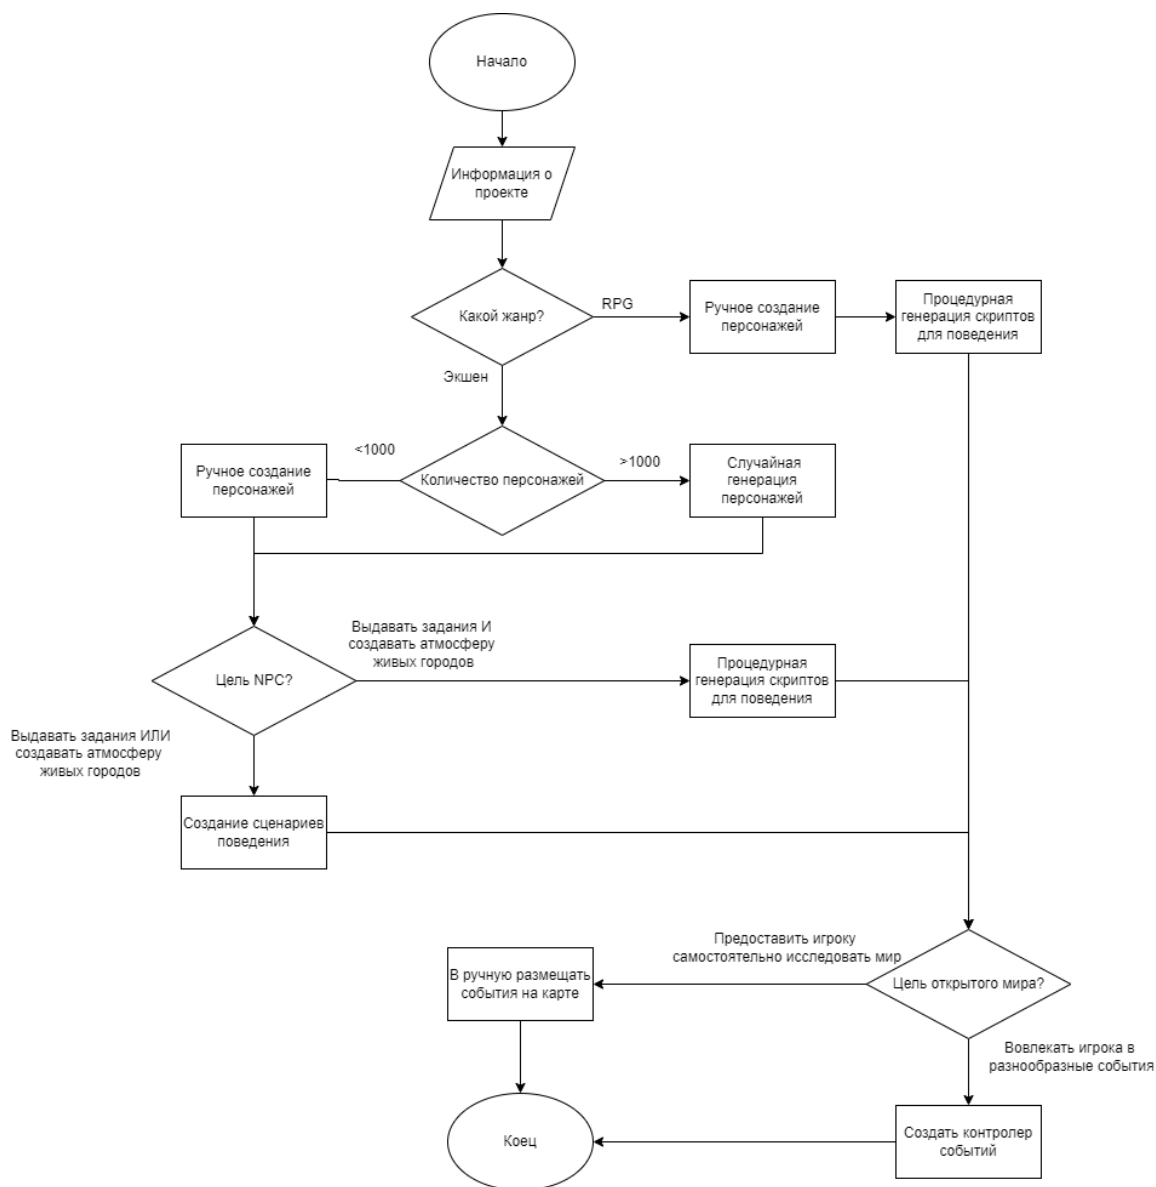 Начало
Информация о
проекте
Какой жанр?
RPG
Ручное создание
персонажей
Процедурная
генерация скриптов
для поведения
Экшен
<1000
Ручное создание
персонажей
Количество персонажей
>1000
Случайная
генерация
персонажей
Выдавать задания И
создавать атмосферу
живых городов
Цель NPC?
Процедурная
генерация скриптов
для поведения
Выдавать задания ИЛИ
создавать атмосферу
живых городов
Создание сценариев
поведения
Предоставить игроку
самостоятельно исследовать мир
В ручную размещать
события на карте
Цель открытого мира?
Вовлекать игрока в
разнообразные события
Коец
Создать контролер
событий